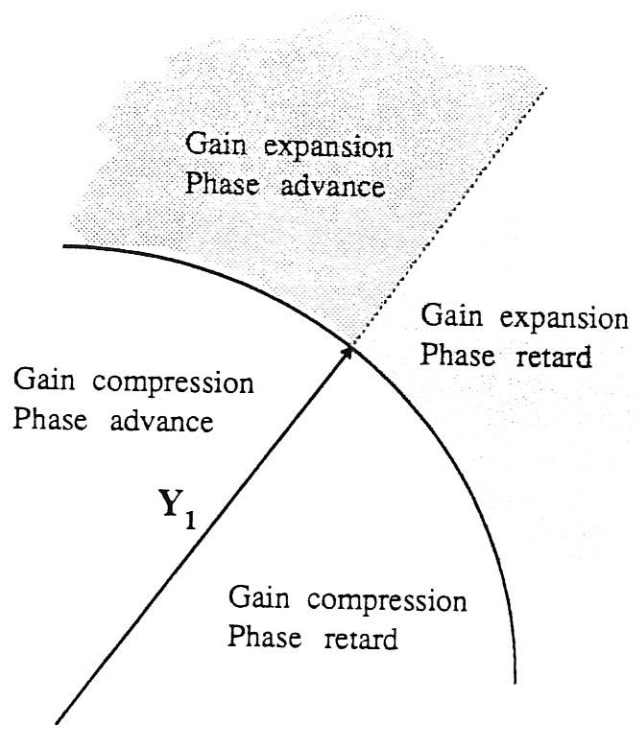 Gain expansion
Phase advance
Gain expansion
Phase retard
Gain compression
Phase advance
Y₁
Gain compression
Phase retard